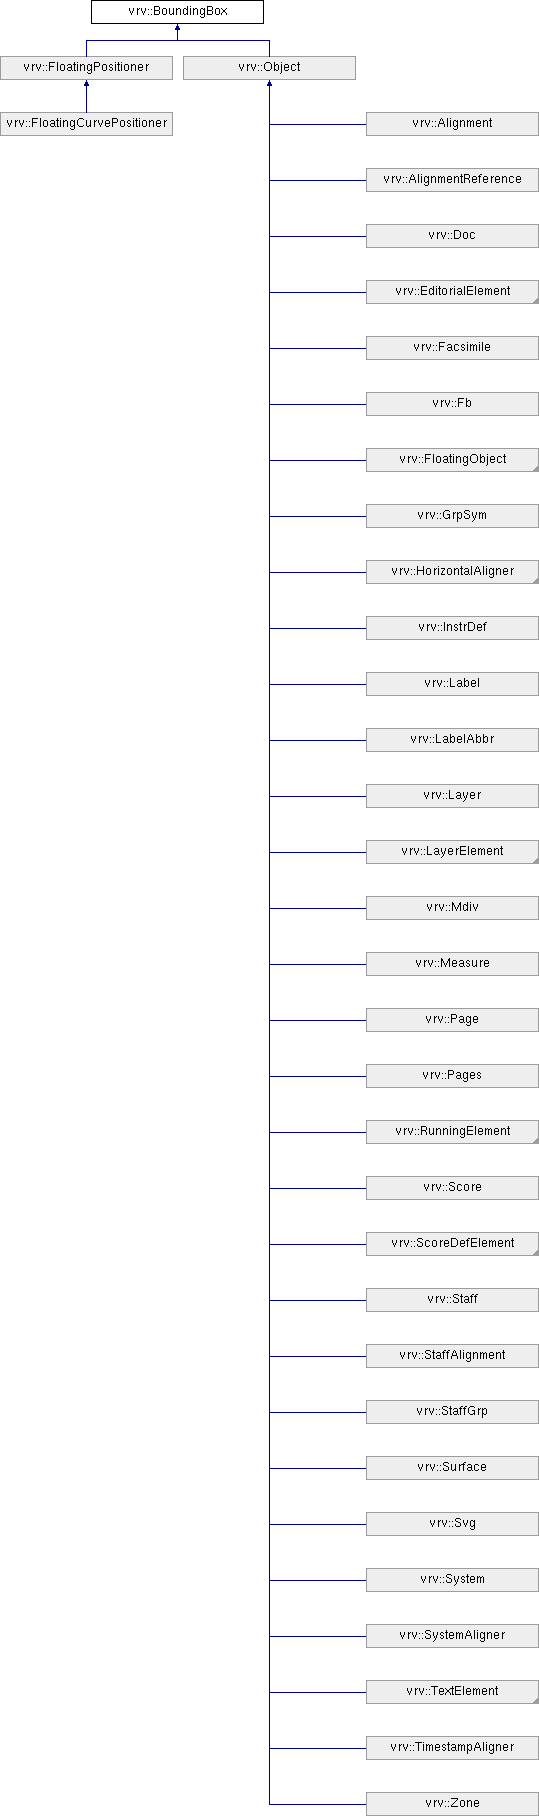 vrv::BoundingBox
vrv::FloatingPositioner
vrv::Object
vrv::FloatingCurvePositioner
vrv::Alignment
vrv::AlignmentReference
vrv::Doc
vrv::EditorialElement
vrv::Facsimile
vrv::Fb
vrv::FloatingObject
vrv::GrpSym
vrv::HorizontalAligner
vrv::InstrDef
vrv::Label
vrv::LabelAbbr
vrv::Layer
vrv::LayerElement
vrv::Mdiv
vrv::Measure
vrv::Page
vrv::Pages
vrv::RunningElement
vrv::Score
vrv::ScoreDefElement
vrv::Staff
vrv::StaffAlignment
vrv::StaffGrp
vrv::Surface
vrv::Svg
vrv::System
vrv::SystemAligner
vrv::TextElement
vrv::TimestampAligner
vrv::Zone